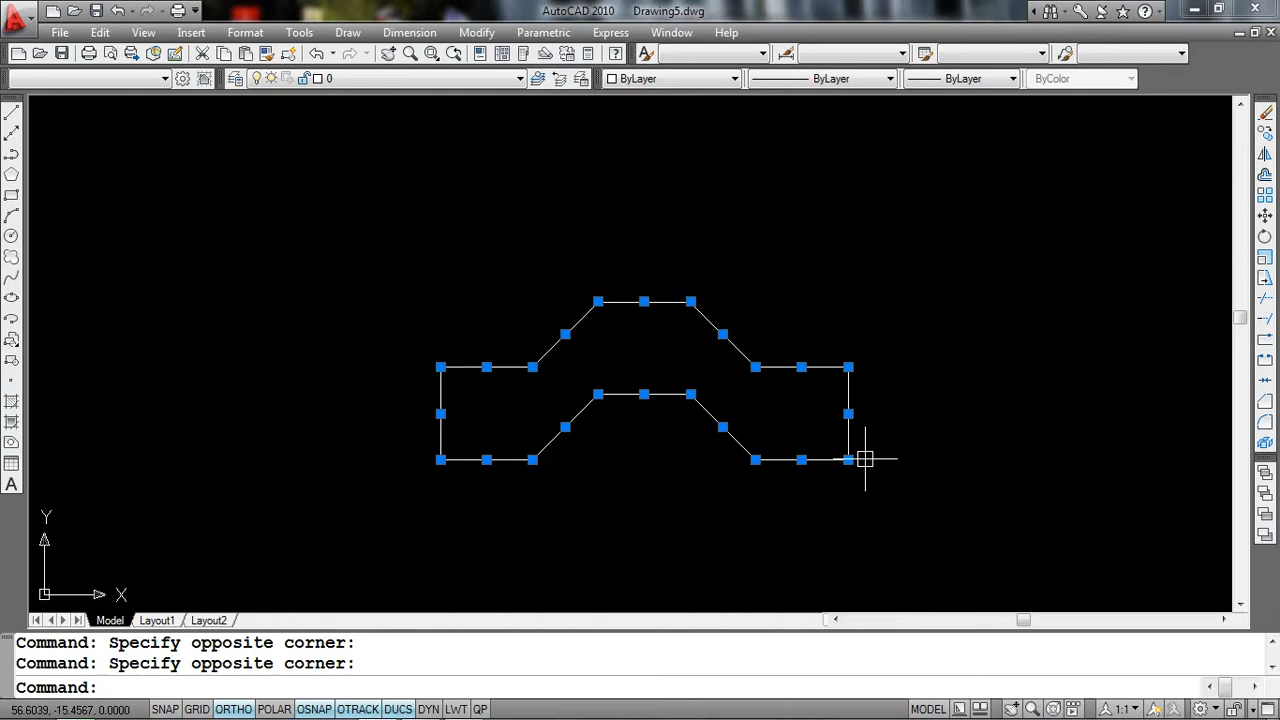 AutoCAD 2010 Drawing5.dwg
File Edit View Insert Format Tools Draw Dimension Modify Parametric Express Window Help
0 ByLayer ByLayer ByLayer ByColor
A
Y
X
Model Layout1 Layout2
Command: Specify opposite corner:
Command: Specify opposite corner:
Command:
56.6039, -15.4567, 0.0000 SNAP GRID ORTHO POLAR OSNAP OTRACK DUCS DYN LWT QP MODEL 1:1